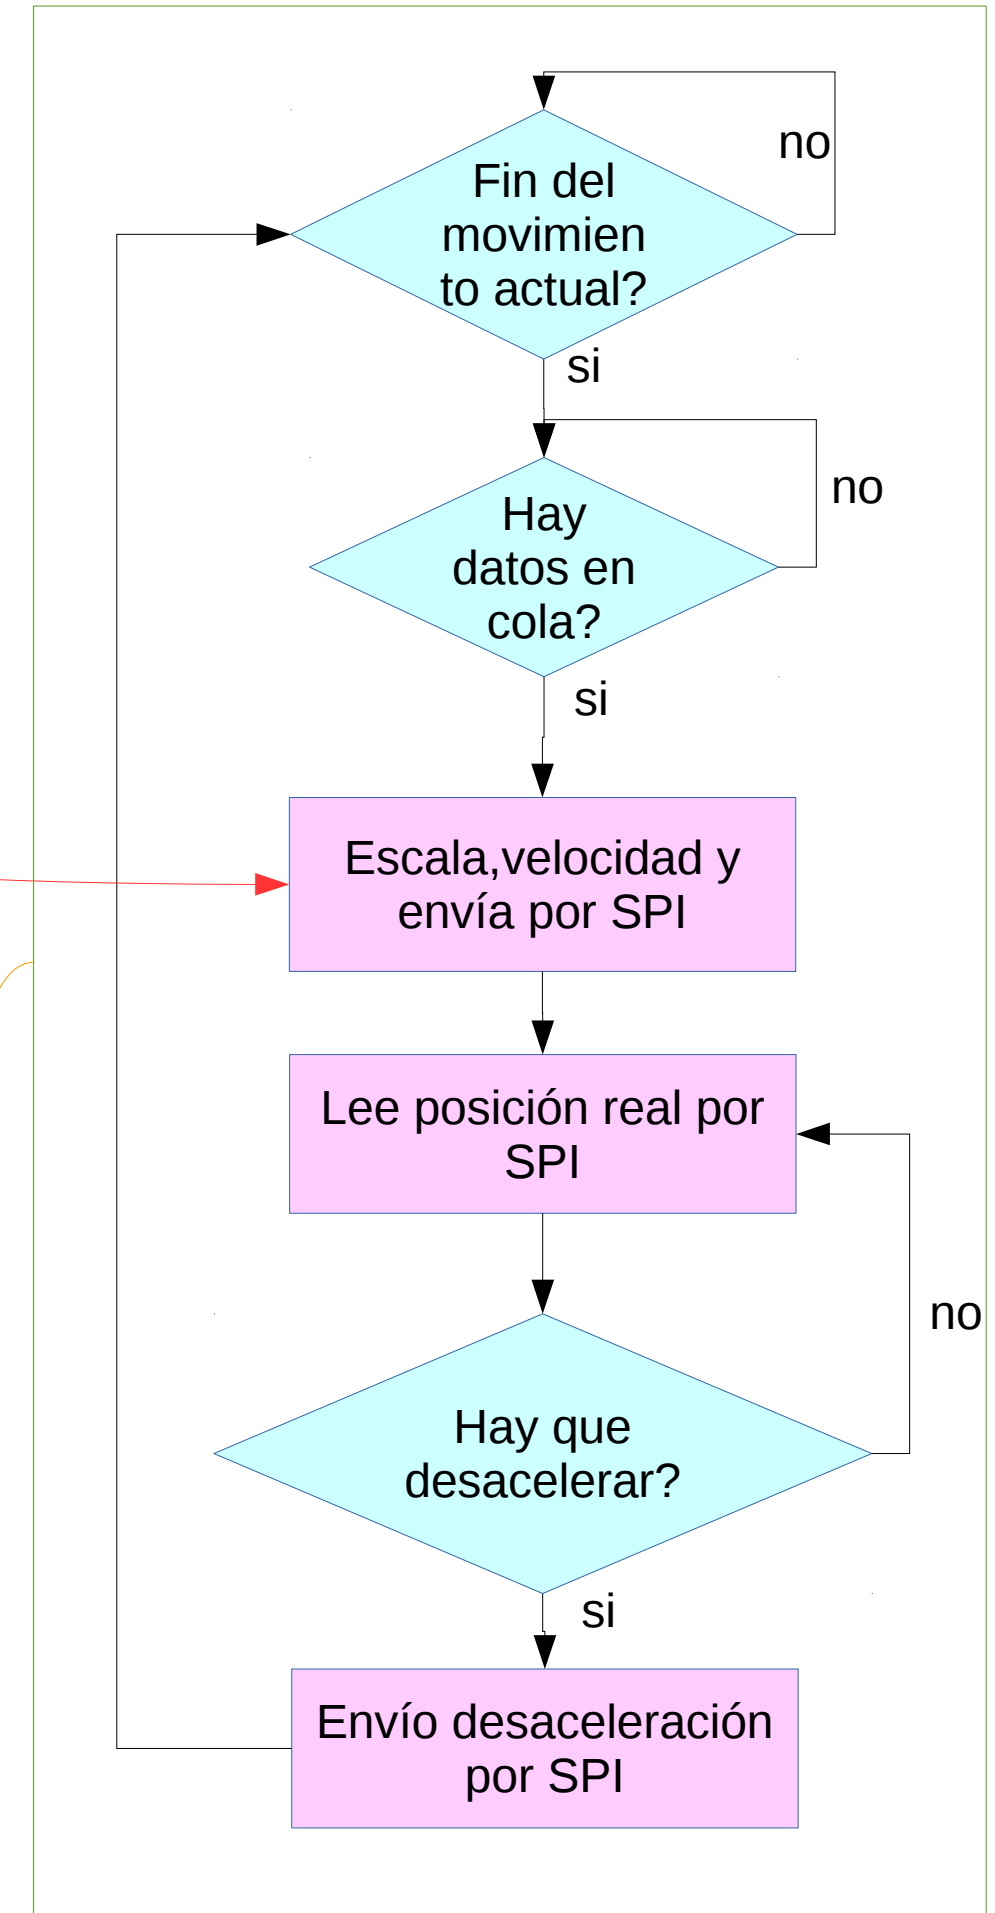 no
Fin del
movimien
to actual?
si
no
Hay
datos en
cola?
si
Escala,velocidad y
envía por SPI
Lee posición real por
SPI
no
Hay que
desacelerar?
si
Envío desaceleración
por SPI